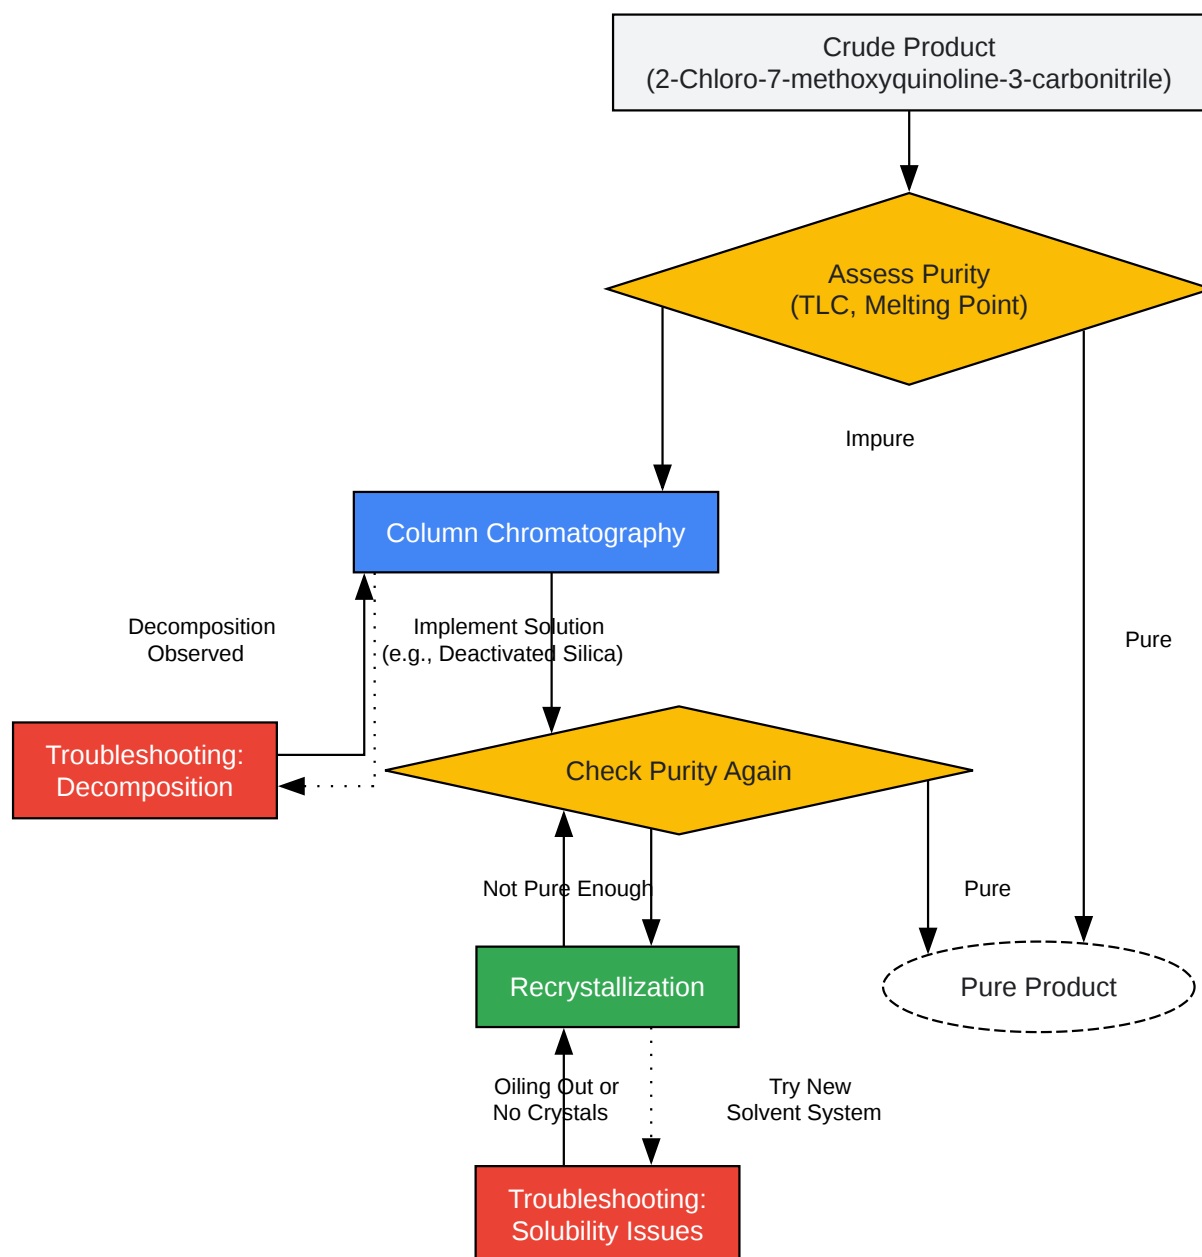 Crude Product
(2-Chloro-7-methoxyquinoline-3-carbonitrile)
Assess Purity
(TLC, Melting Point)
Impure
Column Chromatography
Decomposition
Observed
Implement Solution
(e.g., Deactivated Silica)
Pure
Troubleshooting:
Decomposition
Check Purity Again
Not Pure Enough
Pure
Recrystallization
Pure Product
Oiling Out or
No Crystals
Try New
Solvent System
Troubleshooting:
Solubility Issues